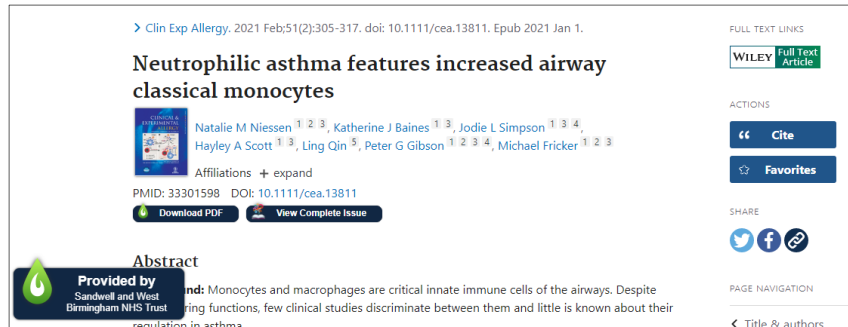 > Clin Exp Allergy. 2021 Feb;51(2):305-317. doi: 10.1111/cea.13811. Epub 2021 Jan 1.
Neutrophilic asthma features increased airway
classical monocytes
CLINICAL &
EXPERIMENTAL
ALLERGY
Natalie M Niessen 1 2 3, Katherine J Baines 1 3, Jodie L Simpson 1 3 4,
Hayley A Scott 1 3, Ling Qin 5, Peter G Gibson 1 2 3 4, Michael Fricker 1 2 3
Affiliations + expand
PMID: 33301598 DOI: 10.1111/cea.13811
Download PDF View Complete Issue
Abstract
nd: Monocytes and macrophages are critical innate immune cells of the airways. Despite
ring functions, few clinical studies discriminate between them and little is known about their
regulation in asthma
Provided by
Sandwell and West
Birmingham NHS Trust
FULL TEXT LINKS
WILEY Full Text
Article
ACTIONS
Cite
Favorites
SHARE
PAGE NAVIGATION
Title & authors